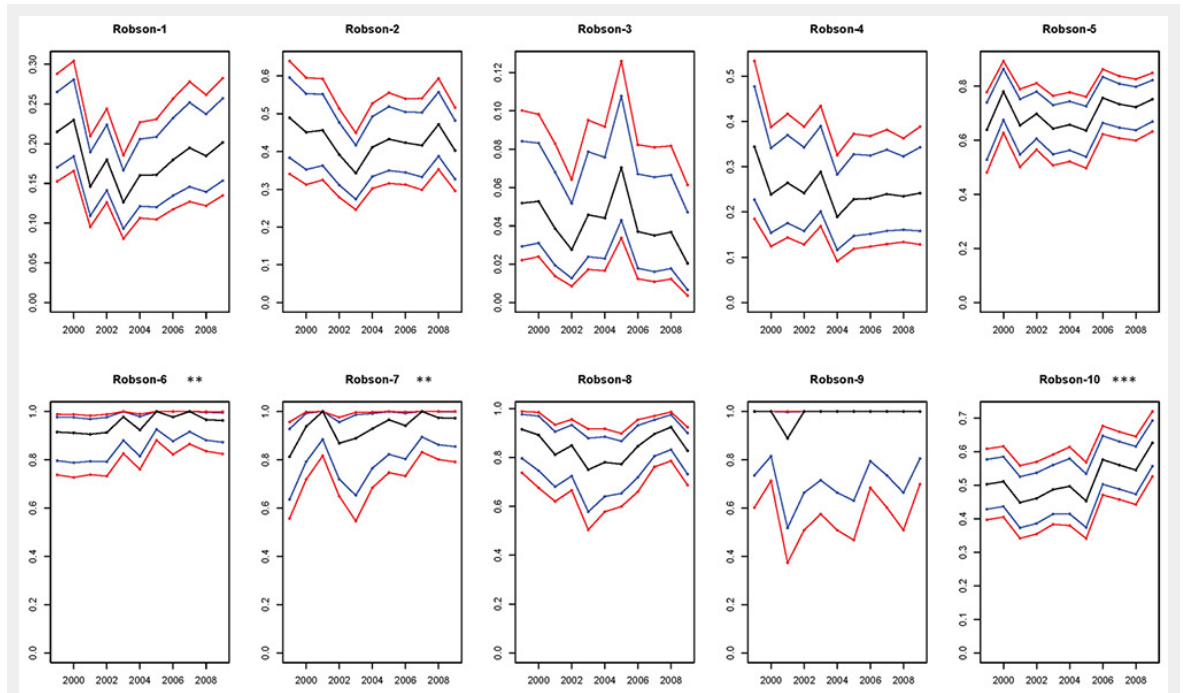 Robson-1 Robson-2 Robson-3 Robson-4 Robson-5
0.30 0.25 0.20 0.15 0.10 0.05 0.00
0.6 0.5 0.4 0.3 0.2 0.1 0.0
0.12 0.10 0.08 0.06 0.04 0.02 0.00
0.5 0.4 0.3 0.2 0.1 0.0
0.8 0.6 0.4 0.2 0.0
2000 2002 2004 2006 2008 2000 2002 2004 2006 2008 2000 2002 2004 2006 2008 2000 2002 2004 2006 2008 2000 2002 2004 2006 2008
Robson-6 ** Robson-7 ** Robson-8 Robson-9 Robson-10 ***
1.0 0.8 0.6 0.4 0.2 0.0
1.0 0.8 0.6 0.4 0.2 0.0
1.0 0.8 0.6 0.4 0.2 0.0
1.0 0.8 0.6 0.4 0.2 0.0
0.7 0.6 0.5 0.4 0.3 0.2 0.1 0.0
2000 2002 2004 2006 2008 2000 2002 2004 2006 2008 2000 2002 2004 2006 2008 2000 2002 2004 2006 2008 2000 2002 2004 2006 2008